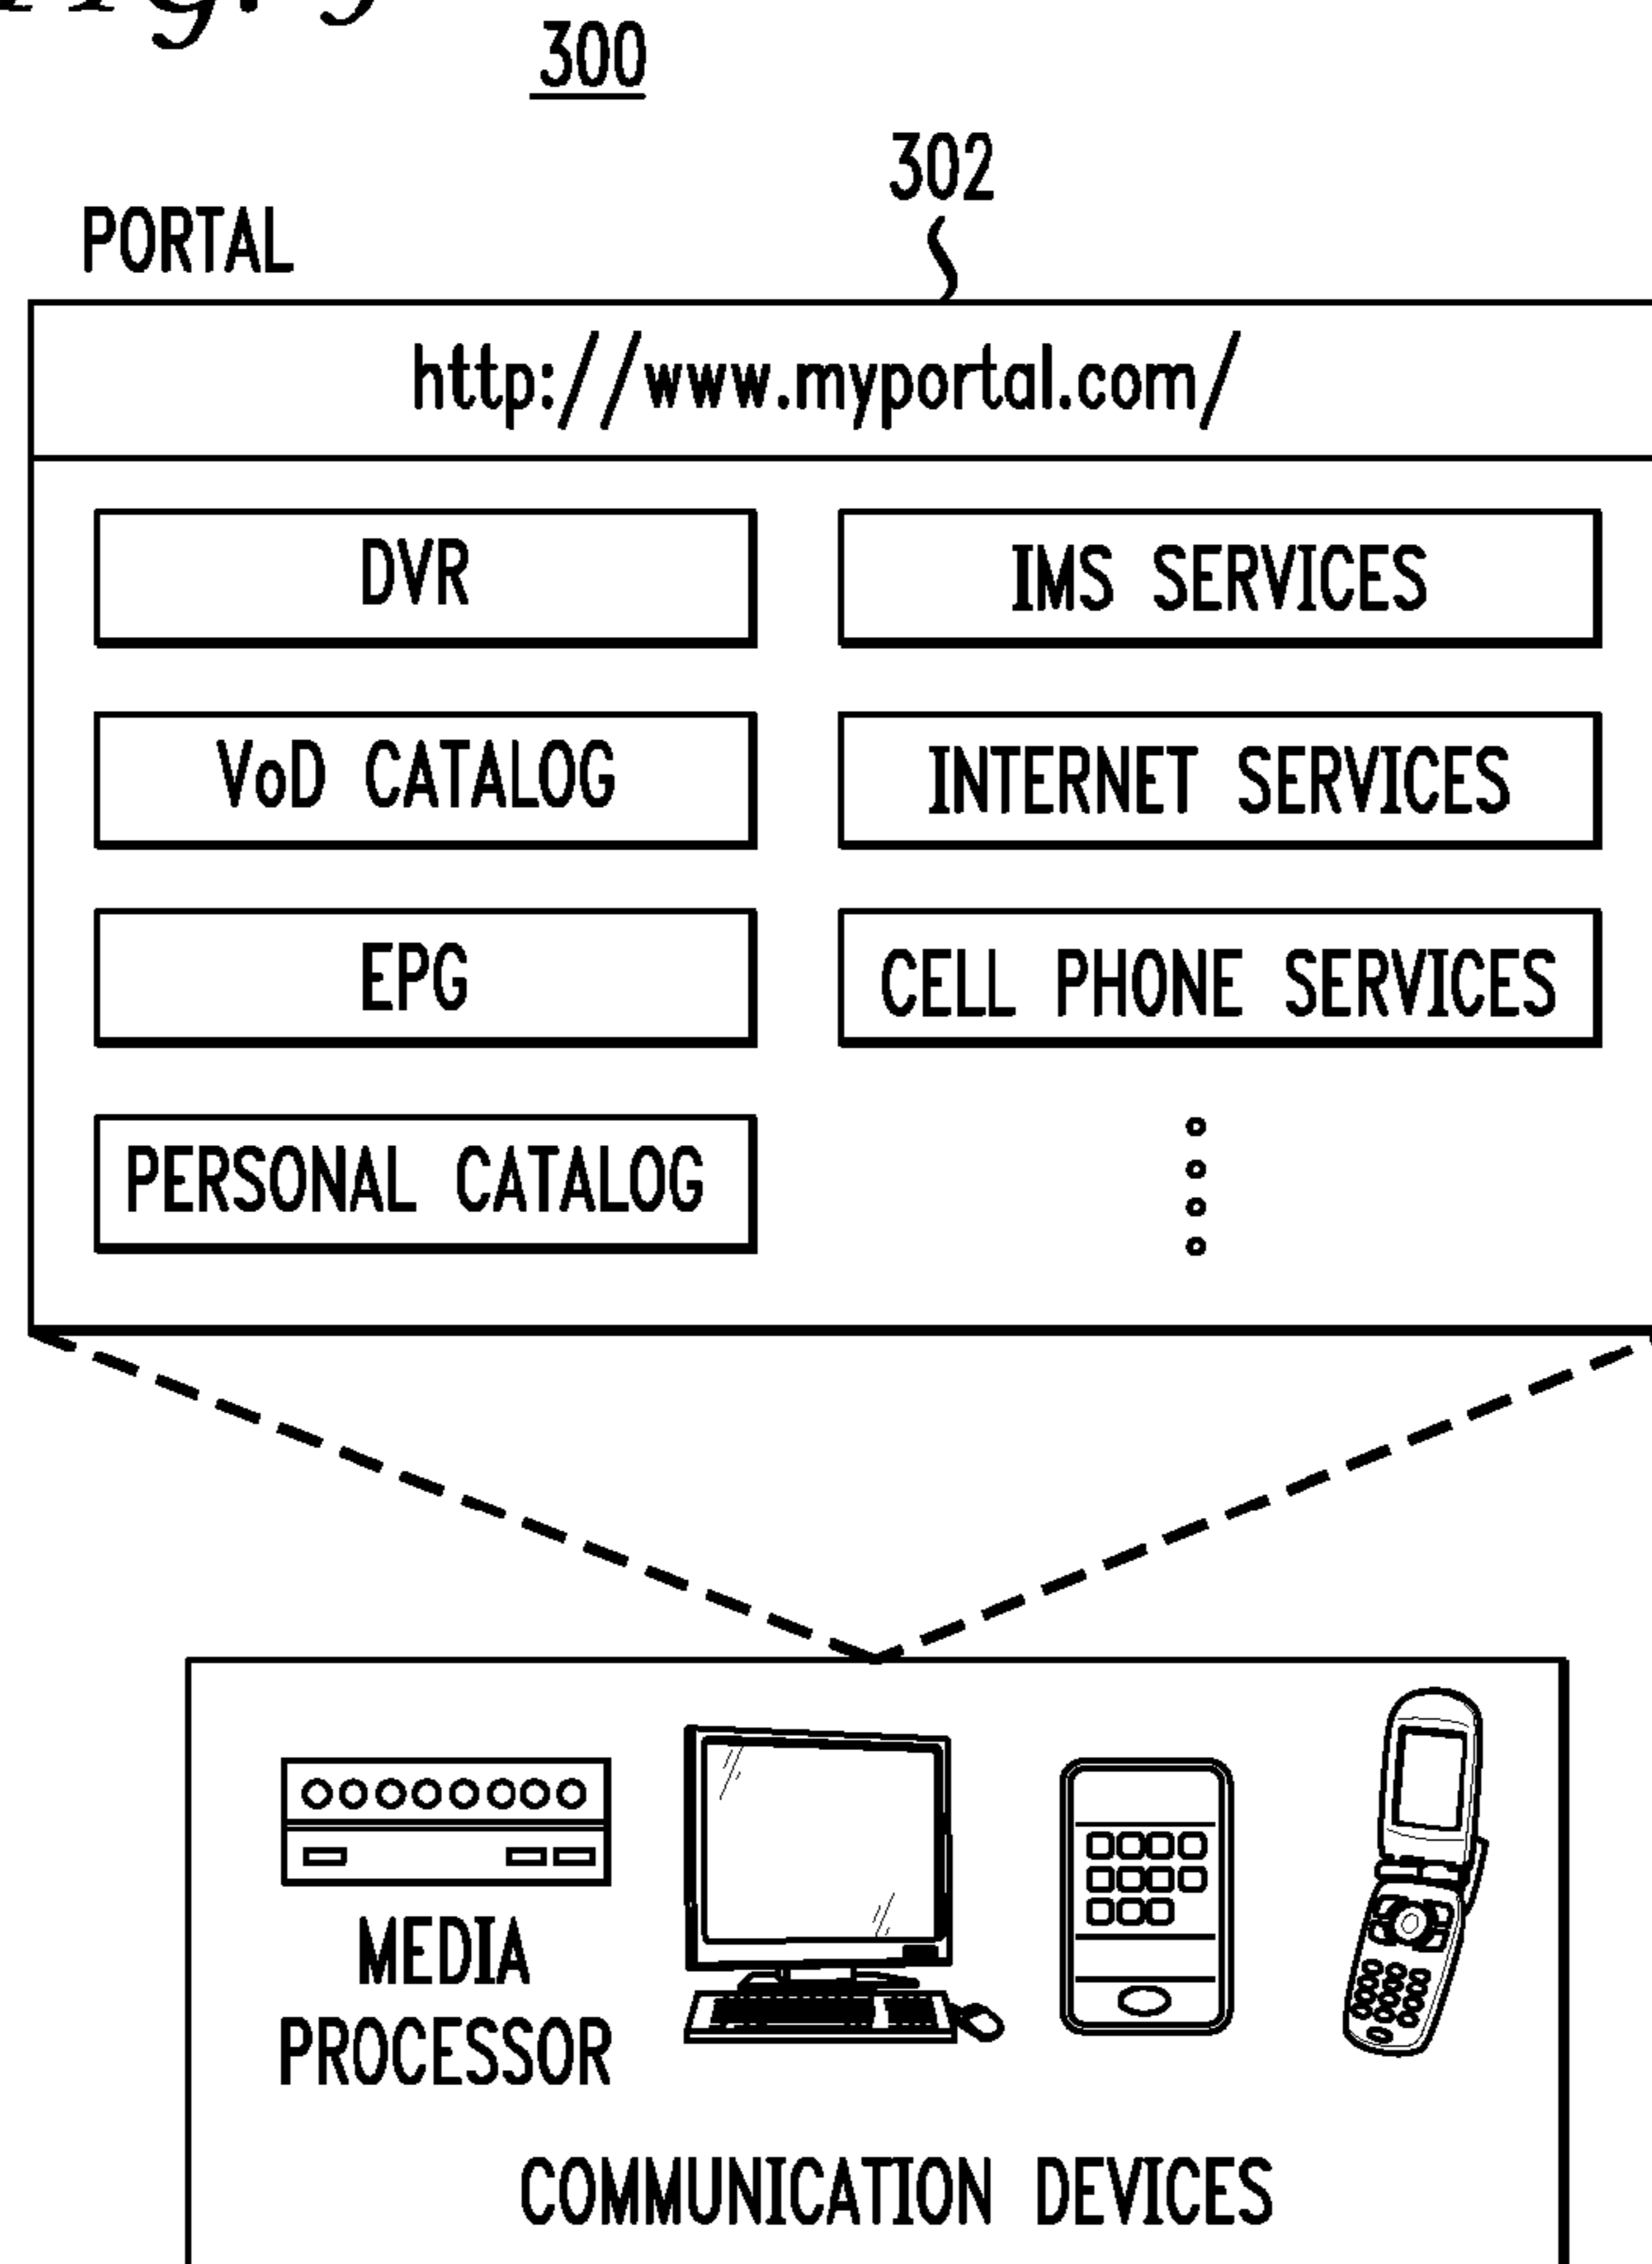 300
302
PORTAL
http://www.myportal.com/
DVR
IMS SERVICES
VoD CATALOG
INTERNET SERVICES
EPG
CELL PHONE SERVICES
PERSONAL CATALOG
MEDIA
PROCESSOR
COMMUNICATION DEVICES